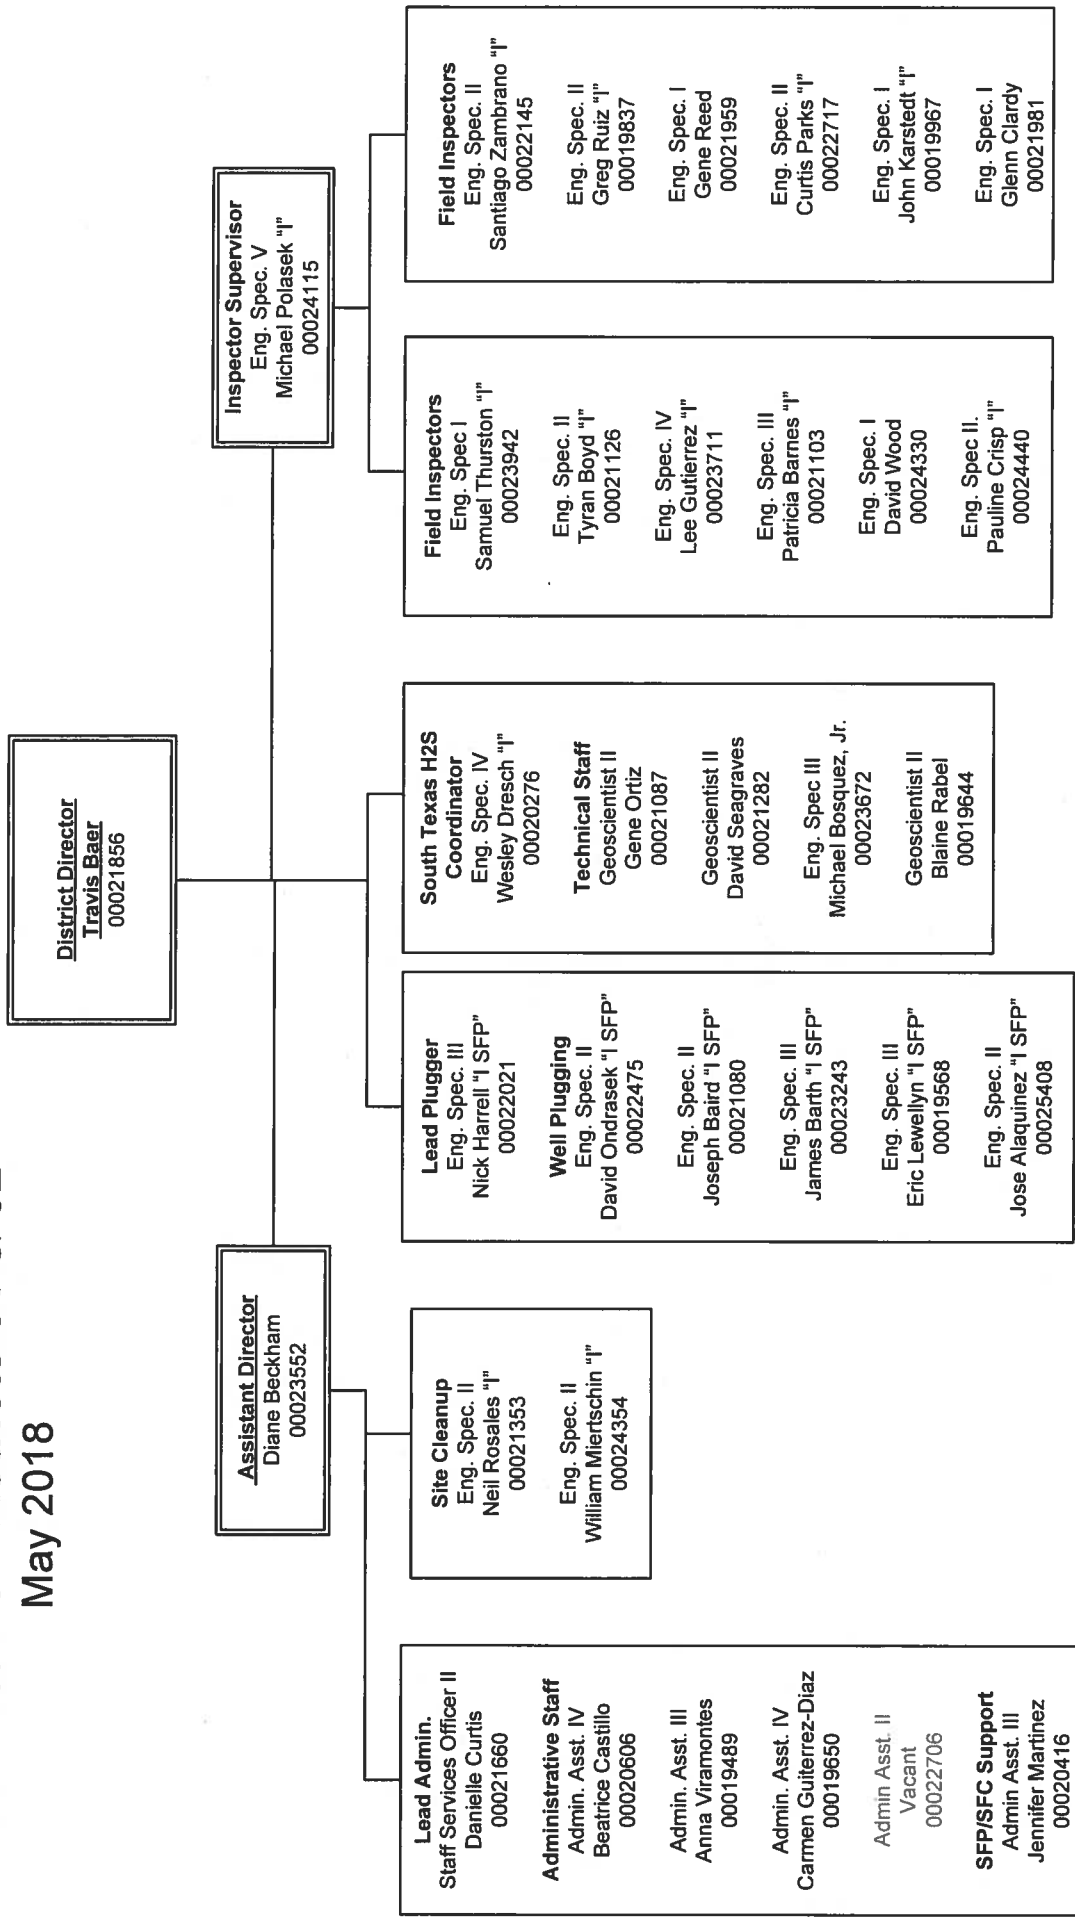 May 2018
District Director
Travis Baer
00021856
Assistant Director
Diane Beckham
00023552
Inspector Supervisor
Eng. Spec. V
Michael Polasek "I"
00024115
Lead Admin.
Staff Services Officer II
Danielle Curtis
00021660
Administrative Staff
Admin. Asst. IV
Beatrice Castillo
00020606
Admin. Asst. III
Anna Viramontes
00019489
Admin. Asst. IV
Carmen Guiterrez-Diaz
00019650
Admin Asst. II
Vacant
00022706
SFP/SFC Support
Admin Asst. III
Jennifer Martinez
00020416
Site Cleanup
Eng. Spec. II
Neil Rosales "I"
00021353
Eng. Spec. II
William Miertschin "I"
00024354
Lead Plugger
Eng. Spec. III
Nick Harrell "I SFP"
00022021
Well Plugging
Eng. Spec. II
David Ondrasek "I SFP"
00022475
Eng. Spec. II
Joseph Baird "I SFP"
00021080
Eng. Spec. III
James Barth "I SFP"
00023243
Eng. Spec. III
Eric Lewellyn "I SFP"
00019568
Eng. Spec. II
Jose Alaquinez "I SFP"
00025408
South Texas H2S
Coordinator
Eng. Spec. IV
Wesley Dresch "I"
00020276
Technical Staff
Geoscientist II
Gene Ortiz
00021087
Geoscientist II
David Seagraves
00021282
Eng. Spec III
Michael Bosquez, Jr.
00023672
Geoscientist II
Blaine Rabel
00019644
Field Inspectors
Eng. Spec I
Samuel Thurston "I"
00023942
Eng. Spec. II
Tyran Boyd "I"
00021126
Eng. Spec. IV
Lee Gutierrez "I"
00023711
Eng. Spec. III
Patricia Barnes "I"
00021103
Eng. Spec. I
David Wood
00024330
Eng. Spec II.
Pauline Crisp "I"
00024440
Field Inspectors
Eng. Spec. II
Santiago Zambrano "I"
00022145
Eng. Spec. II
Greg Ruiz "I"
00019837
Eng. Spec. I
Gene Reed
00021959
Eng. Spec. II
Curtis Parks "I"
00022717
Eng. Spec. I
John Karstedt "I"
00019967
Eng. Spec. I
Glenn Clardy
00021981